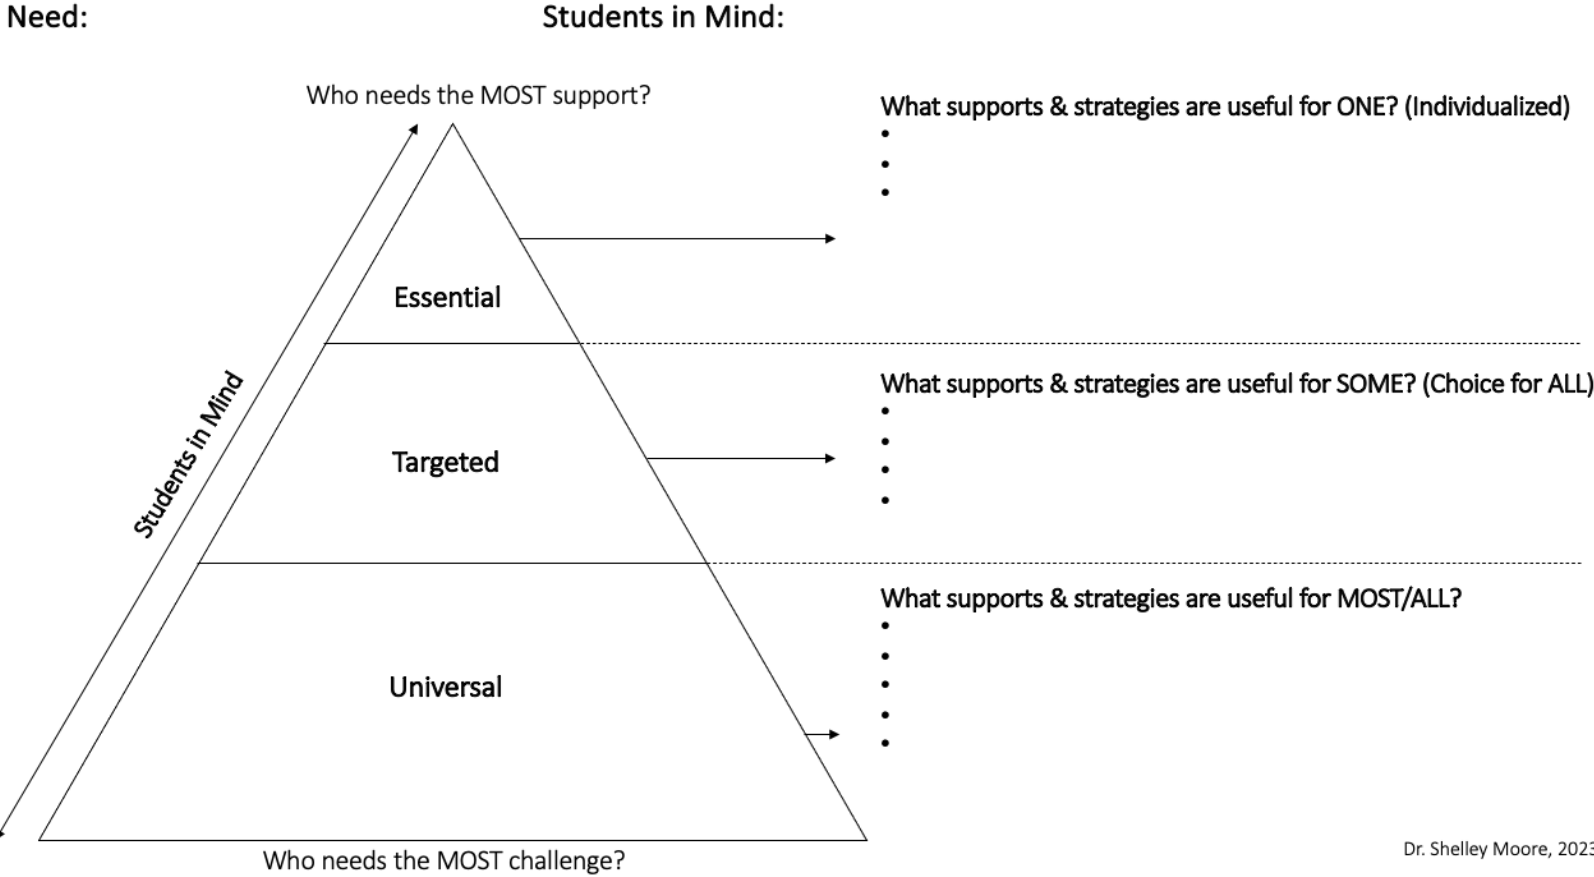 Need:
Students in Mind:
Who needs the MOST support?
What supports & strategies are useful for ONE? (Individualized)
•
•
•
Essential
What supports & strategies are useful for SOME? (Choice for ALL)
•
•
•
•
Students in Mind
Targeted
What supports & strategies are useful for MOST/ALL?
•
•
•
•
•
Universal
Who needs the MOST challenge?
Dr. Shelley Moore, 2023